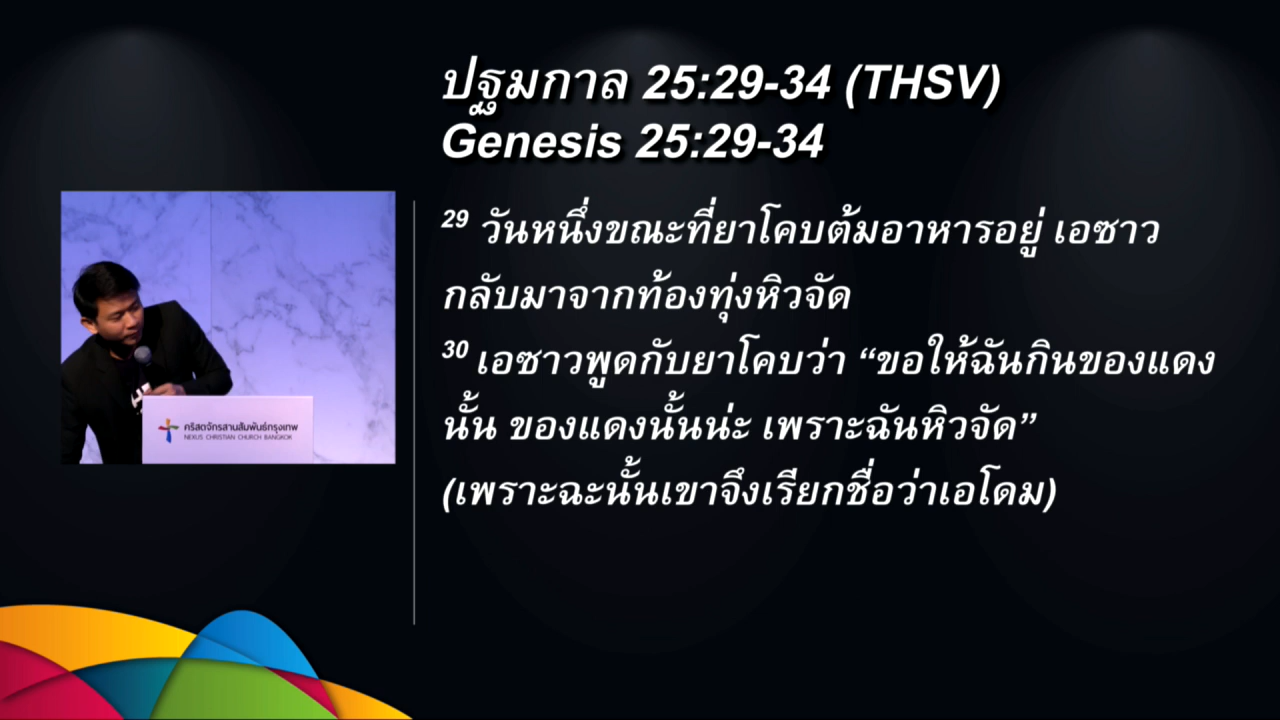 ปฐมกาล 25:29-34 (THSV)
Genesis 25:29-34
29 วันหนึ่งขณะที่ยาโคบต้มอาหารอยู่ เอซาว
กลับมาจากท้องทุ่งหิวจัด
30 เอซาวพูดกับยาโคบว่า “ขอให้ฉันกินของแดง
นั้น ของแดงนั้นน่ะ เพราะฉันหิวจัด”
(เพราะฉะนั้นเขาจึงเรียกชื่อว่าเอโดม)
คริสตจักรสานสัมพันธ์กรุงเทพ
NEXUS CHRISTIAN CHURCH BANGKOK